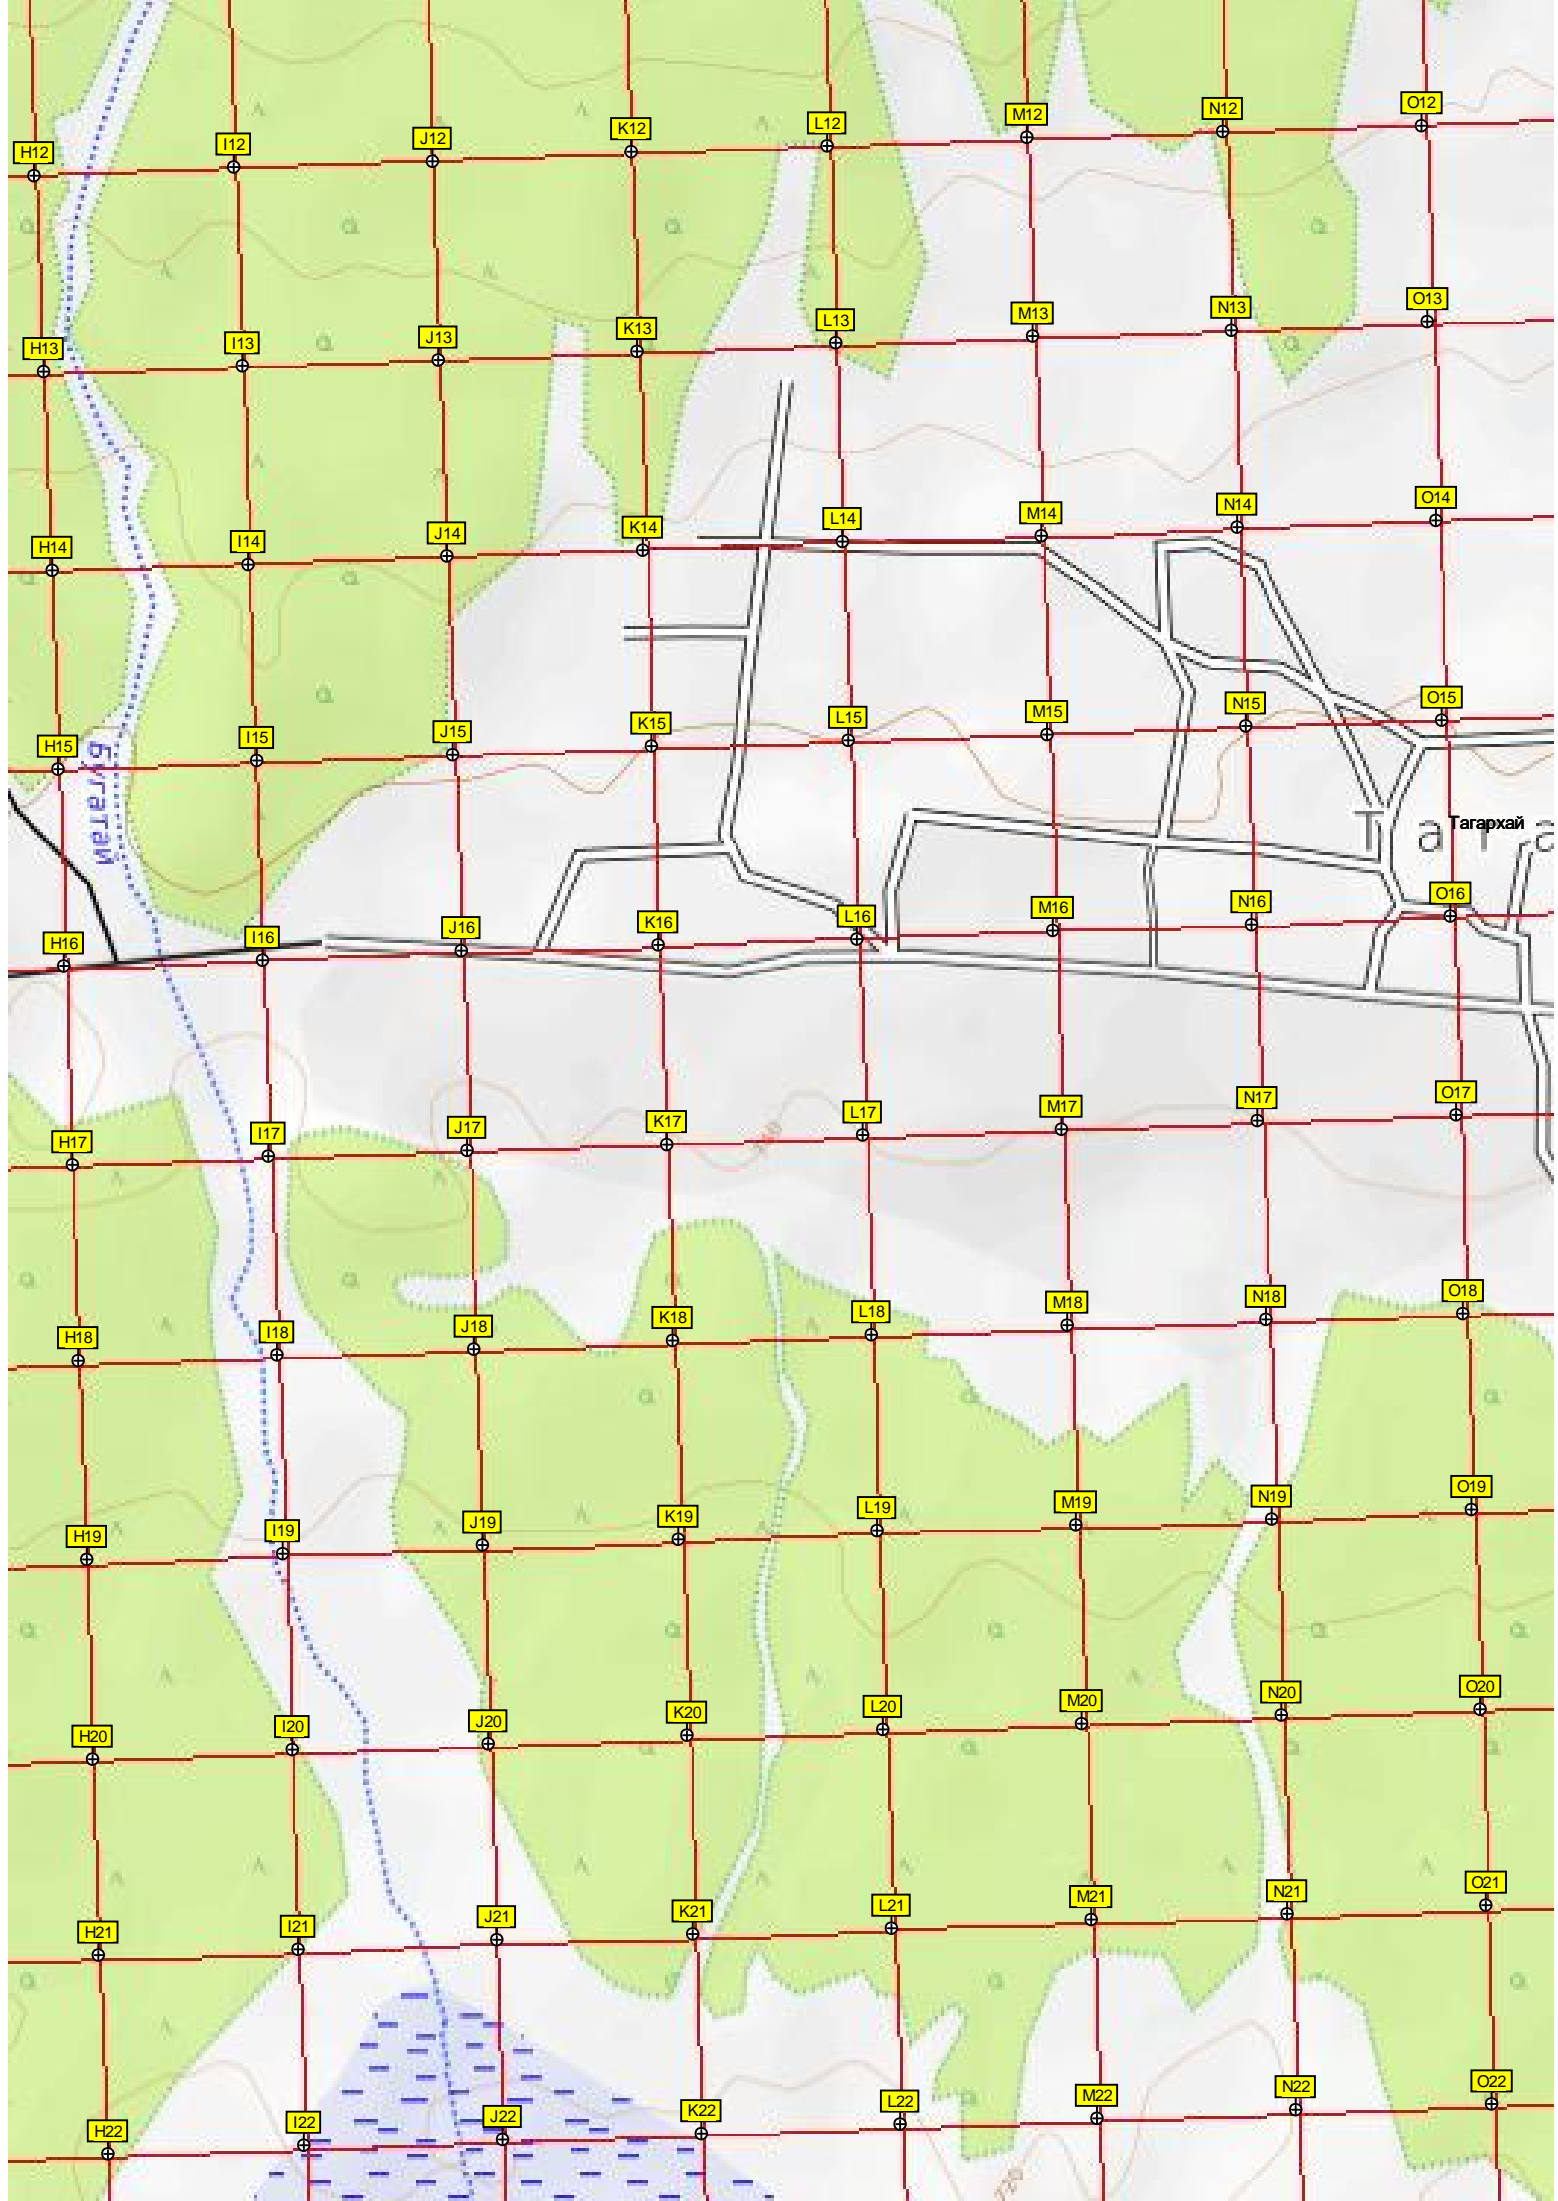 H12 I12 J12 K12 L12 M12 N12 O12
H13 I13 J13 K13 L13 M13 N13 O13
H14 I14 J14 K14 L14 M14 N14 O14
H15 I15 J15 K15 L15 M15 N15 O15
Бугатай
Тагархай
Тага
H16 I16 J16 K16 L16 M16 N16 O16
H17 I17 J17 K17 L17 M17 N17 O17
H18 I18 J18 K18 L18 M18 N18 O18
H19 I19 J19 K19 L19 M19 N19 O19
H20 I20 J20 K20 L20 M20 N20 O20
H21 I21 J21 K21 L21 M21 N21 O21
H22 I22 J22 K22 L22 M22 N22 O22
720